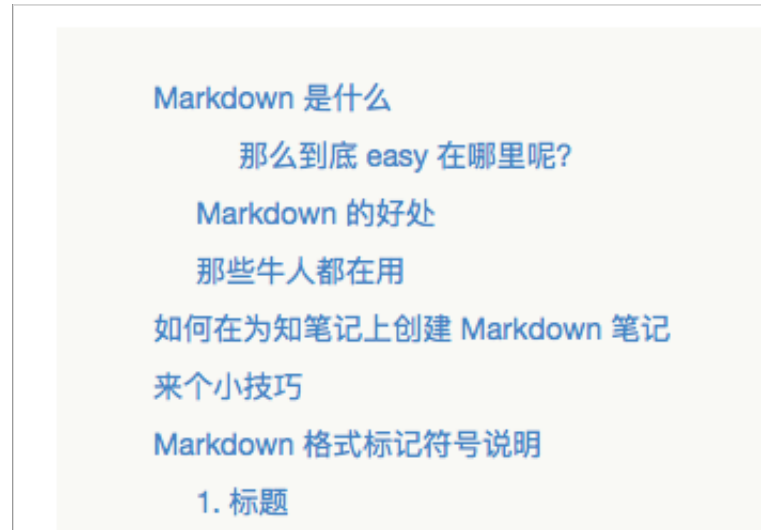 Markdown 是什么
那么到底 easy 在哪里呢?
Markdown 的好处
那些牛人都在用
如何在为知笔记上创建 Markdown 笔记
来个小技巧
Markdown 格式标记符号说明
1. 标题